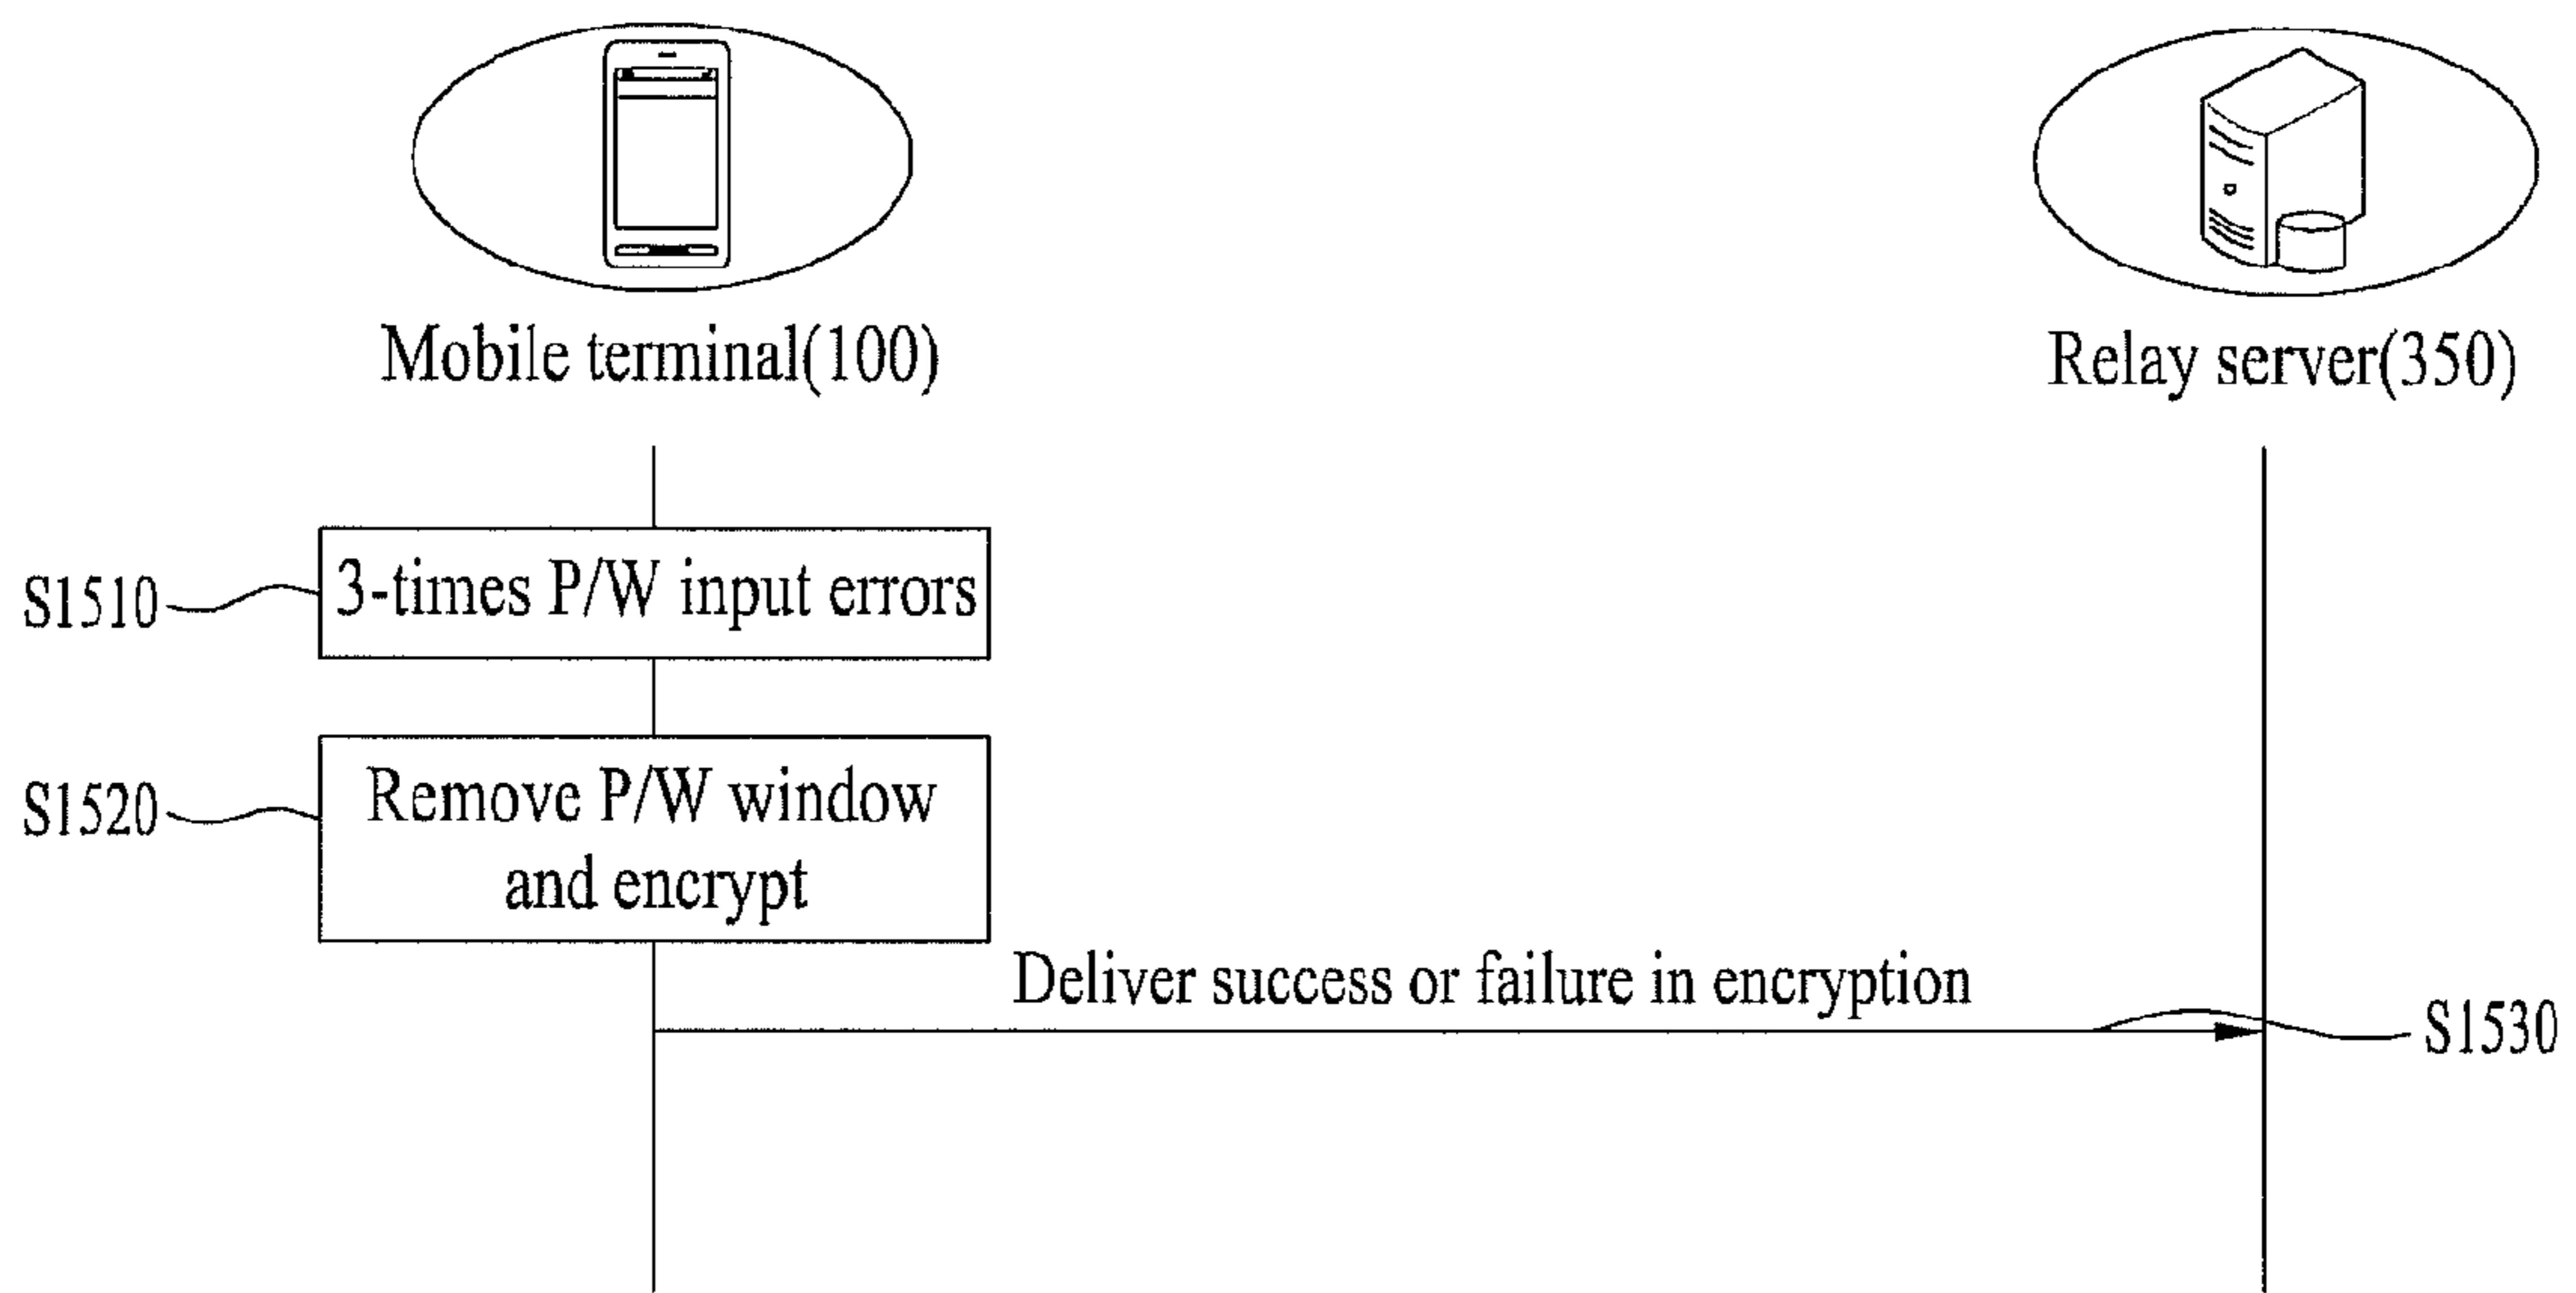 Mobile terminal(100)
Relay server(350)
S1510
3-times P/W input errors
S1520
Remove P/W window
and encrypt
Deliver success or failure in encryption
S1530